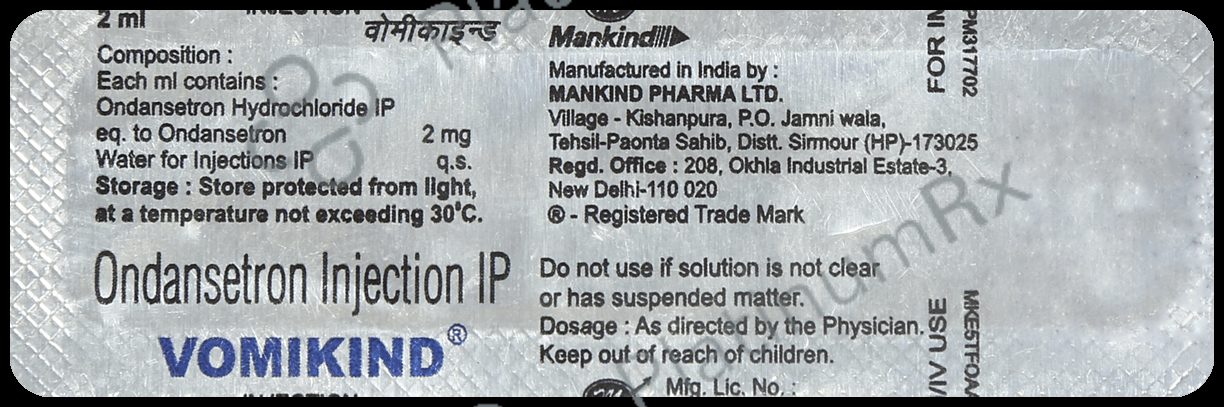 2 ml
INJECTION
वोमीकाइन्ड
Composition :
Each ml contains :
Ondansetron Hydrochloride IP
eq. to Ondansetron 2 mg
Water for Injections IP q.s.
Storage : Store protected from light,
at a temperature not exceeding 30°C.
Ondansetron Injection IP
VOMIKIND®
INJECTION
Mankind
Manufactured in India by :
MANKIND PHARMA LTD.
Village - Kishanpura, P.O. Jamni wala,
Tehsil-Paonta Sahib, Distt. Sirmour (HP)-173025
Regd. Office : 208, Okhla Industrial Estate-3,
New Delhi-110 020
® - Registered Trade Mark
Do not use if solution is not clear
or has suspended matter.
Dosage : As directed by the Physician.
Keep out of reach of children.
Mfg. Lic. No. :
FOR
PM317702
USE
PlatinumRx